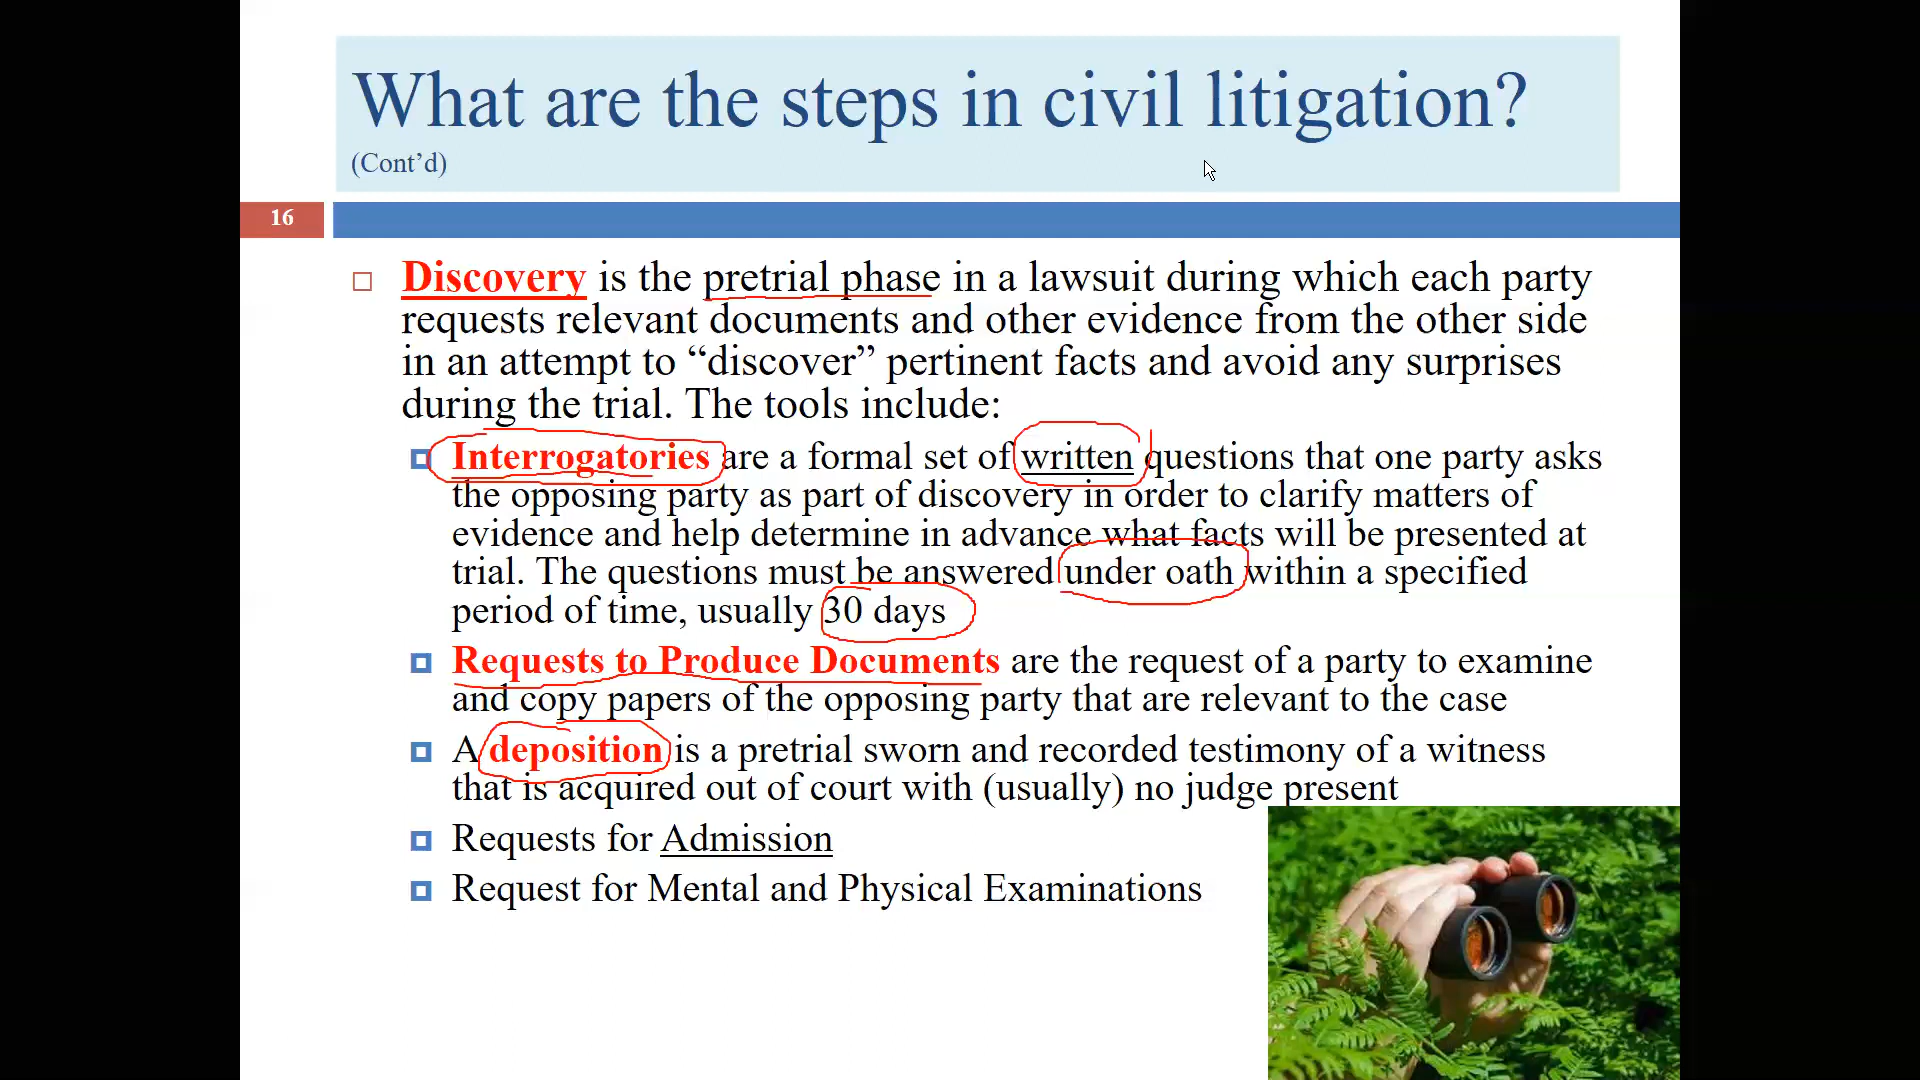 What are the steps in civil litigation?
(Cont’d)
16
Discovery is the pretrial phase in a lawsuit during which each party
requests relevant documents and other evidence from the other side
in an attempt to “discover” pertinent facts and avoid any surprises
during the trial. The tools include:
Interrogatories are a formal set of written questions that one party asks
the opposing party as part of discovery in order to clarify matters of
evidence and help determine in advance what facts will be presented at
trial. The questions must be answered under oath within a specified
period of time, usually 30 days
Requests to Produce Documents are the request of a party to examine
and copy papers of the opposing party that are relevant to the case
A deposition is a pretrial sworn and recorded testimony of a witness
that is acquired out of court with (usually) no judge present
Requests for Admission
Request for Mental and Physical Examinations